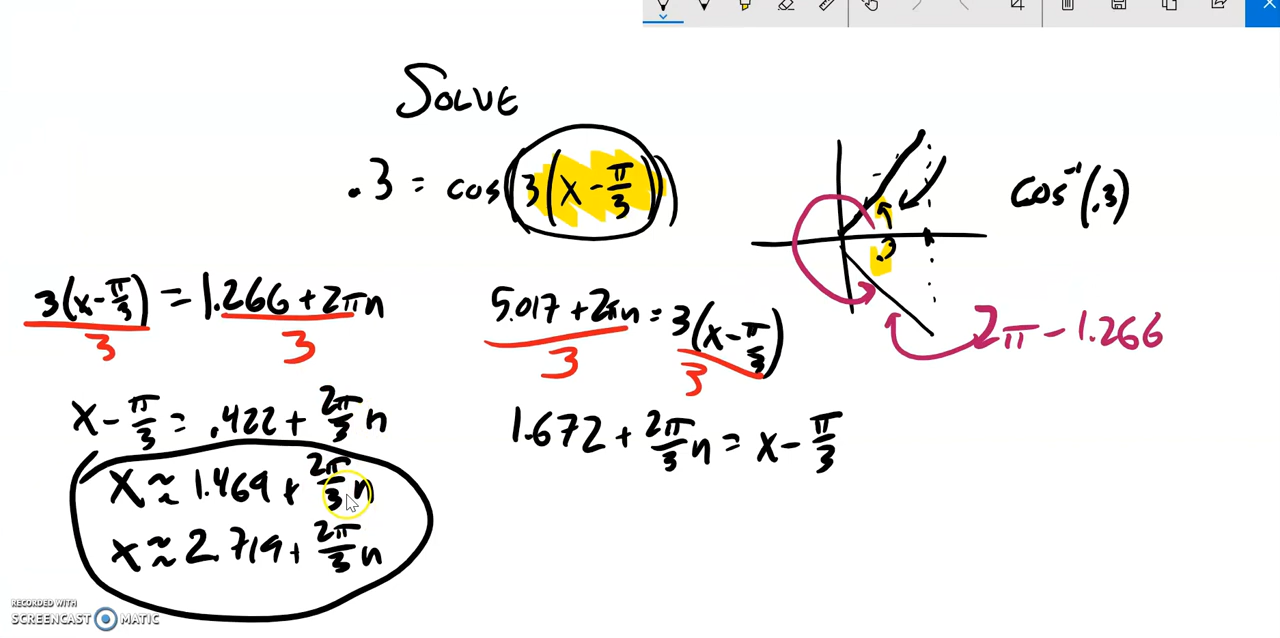 SOLVE
.3 = cos(3(x - π/3))
cos⁻¹(.3)
.3
2π - 1.266
3(x - π/3) = 1.266 + 2πn
3 3
5.017 + 2πn = 3(x - π/3)
3 3
x - π/3 = .422 + 2π/3 n
1.672 + 2π/3 n = x - π/3
x ≈ 1.469 + 2π/3 n
x ≈ 2.719 + 2π/3 n
RECORDED WITH
SCREENCAST MATIC